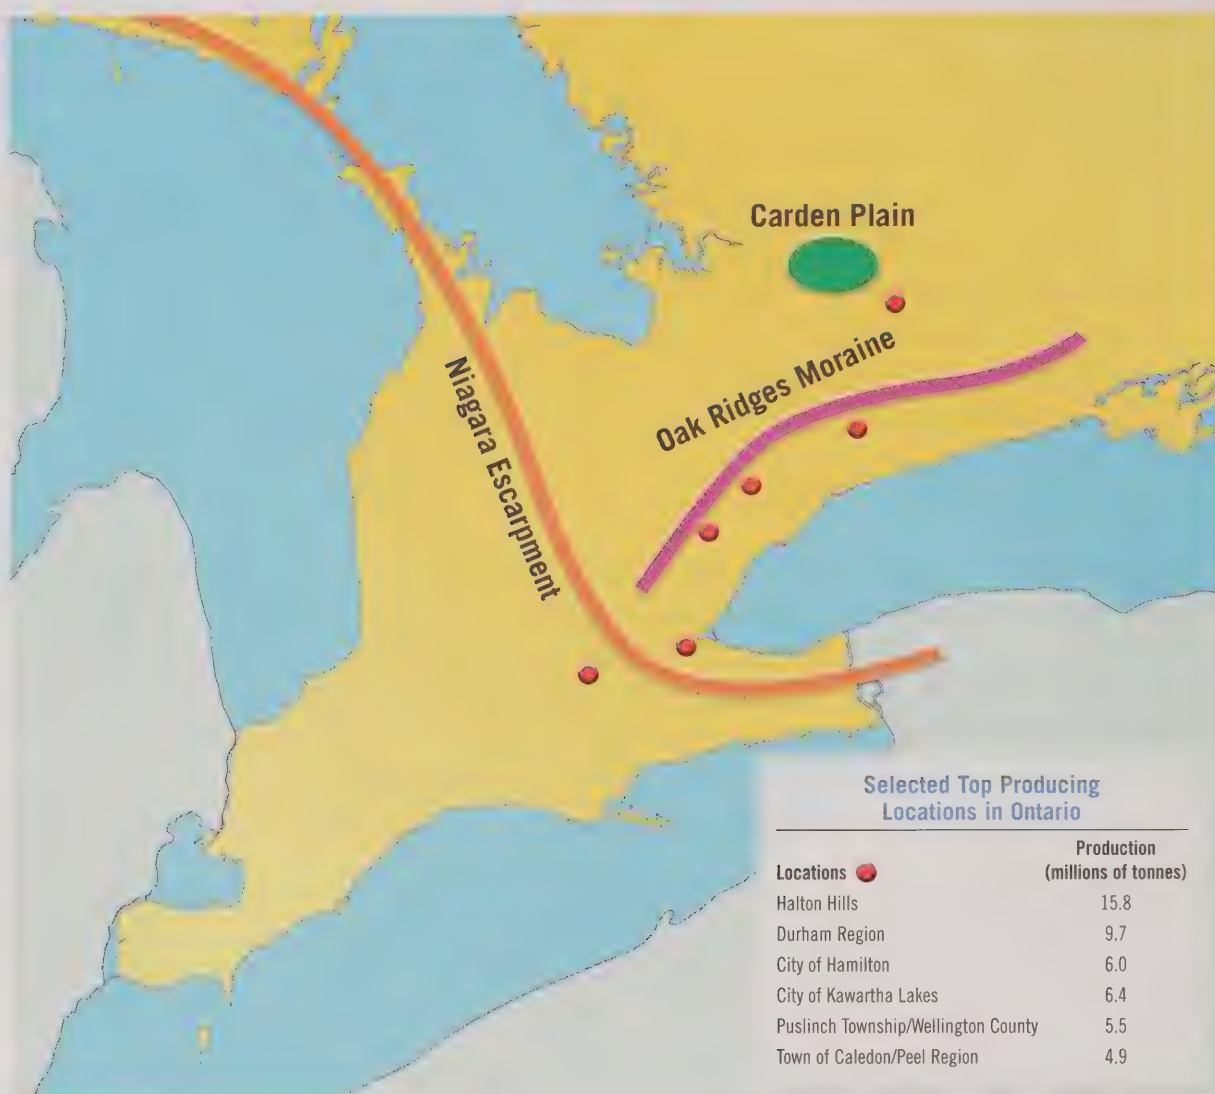 Carden Plain
Oak Ridges Moraine
Niagara Escarpment
Selected Top Producing
Locations in Ontario
Production
Locations (millions of tonnes)
Halton Hills 15.8
Durham Region 9.7
City of Hamilton 6.0
City of Kawartha Lakes 6.4
Puslinch Township/Wellington County 5.5
Town of Caledon/Peel Region 4.9